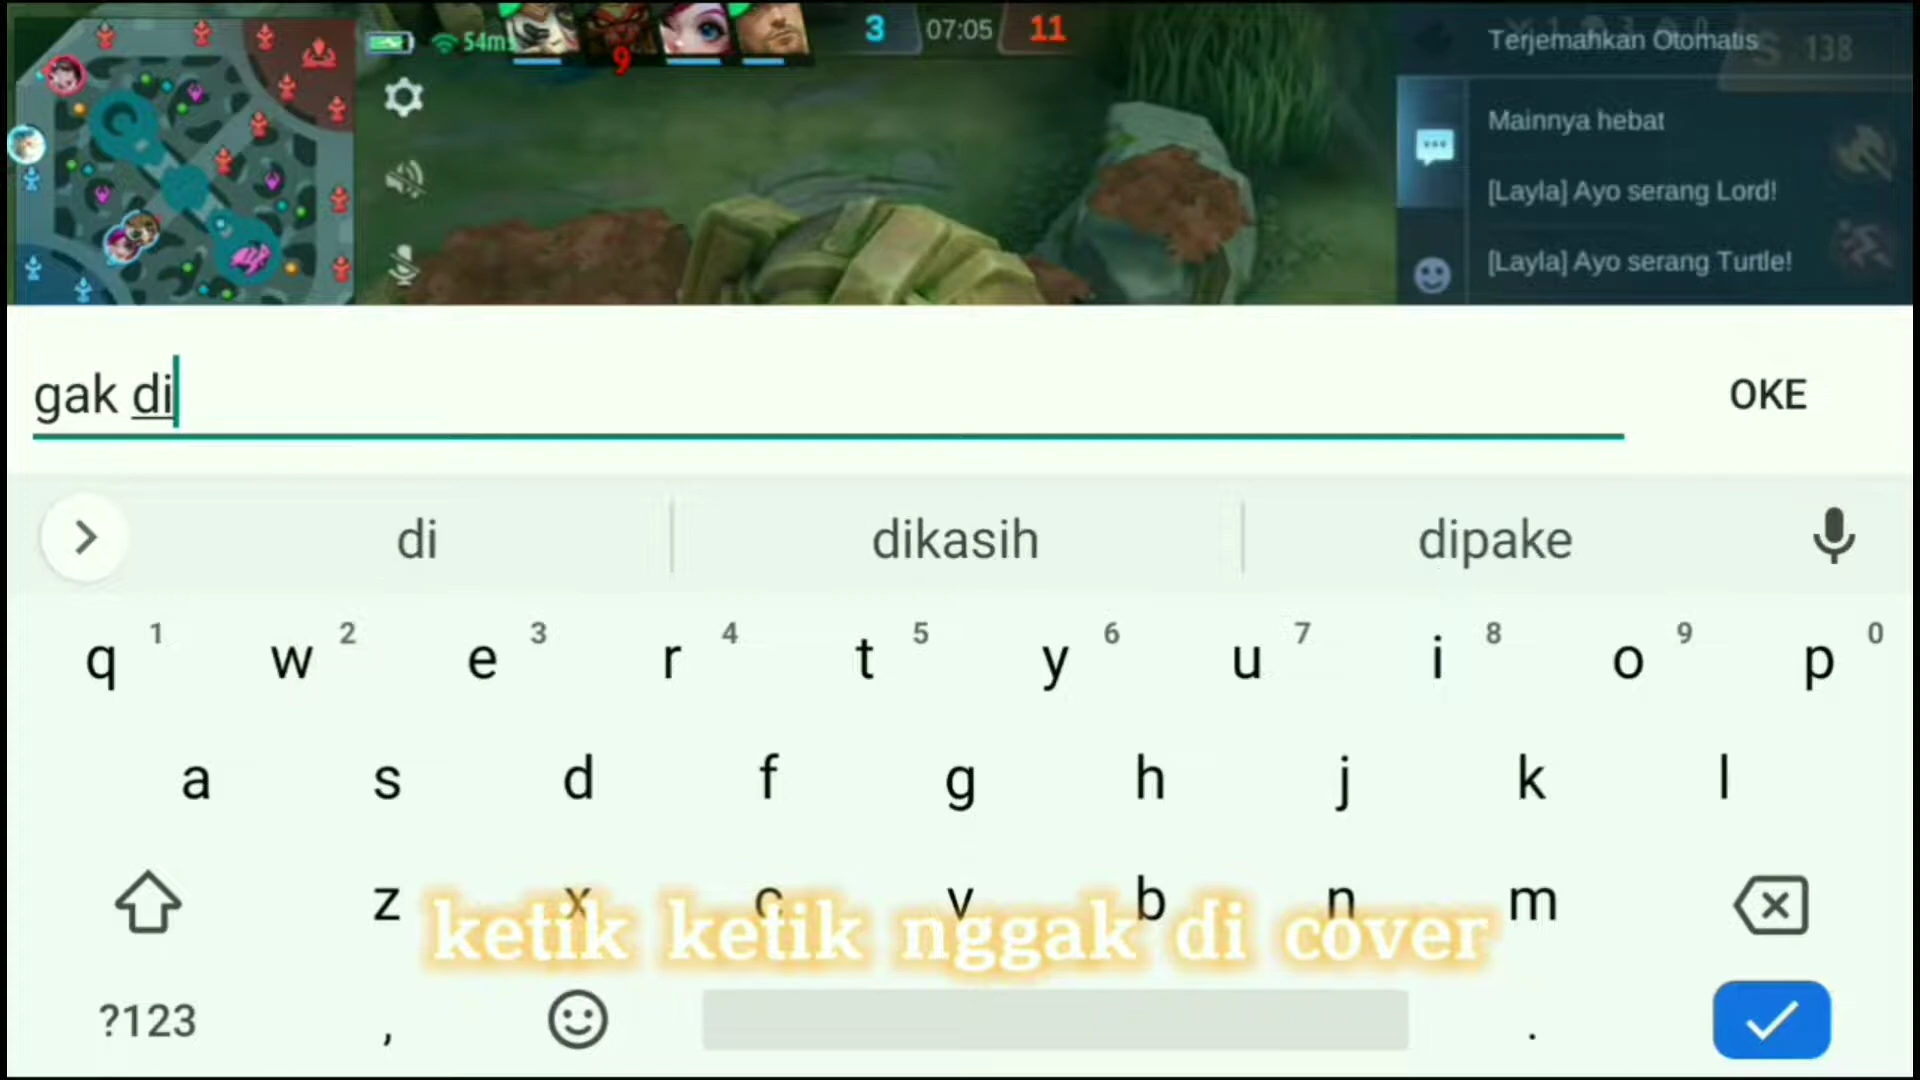 54ms
9
3 07:05 11
Terjemahkan Otomatis
138
Mainnya hebat
[Layla] Ayo serang Lord!
[Layla] Ayo serang Turtle!
gak di
OKE
di dikasih dipake
q 1 w 2 e 3 r 4 t 5 y 6 u 7 i 8 o 9 p 0
a s d f g h j k l
z x c v b n m
ketik ketik nggak di cover
?123 , .